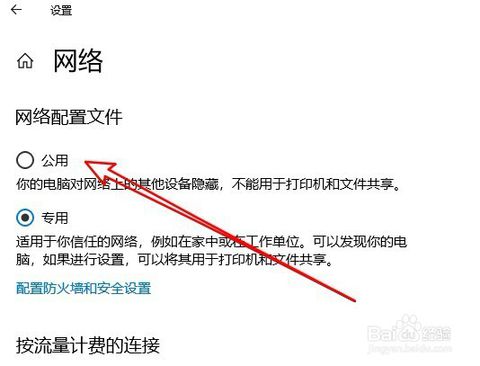 设置
网络
网络配置文件
公用
你的电脑对网络上的其他设备隐藏，不能用于打印机和文件共享。
专用
适用于你信任的网络，例如在家中或在工作单位。可以发现你的电
脑，如果进行设置，可以将其用于打印机和文件共享。
配置防火墙和安全设置
按流量计费的连接
Baidu经验
jingyan.baidu.com